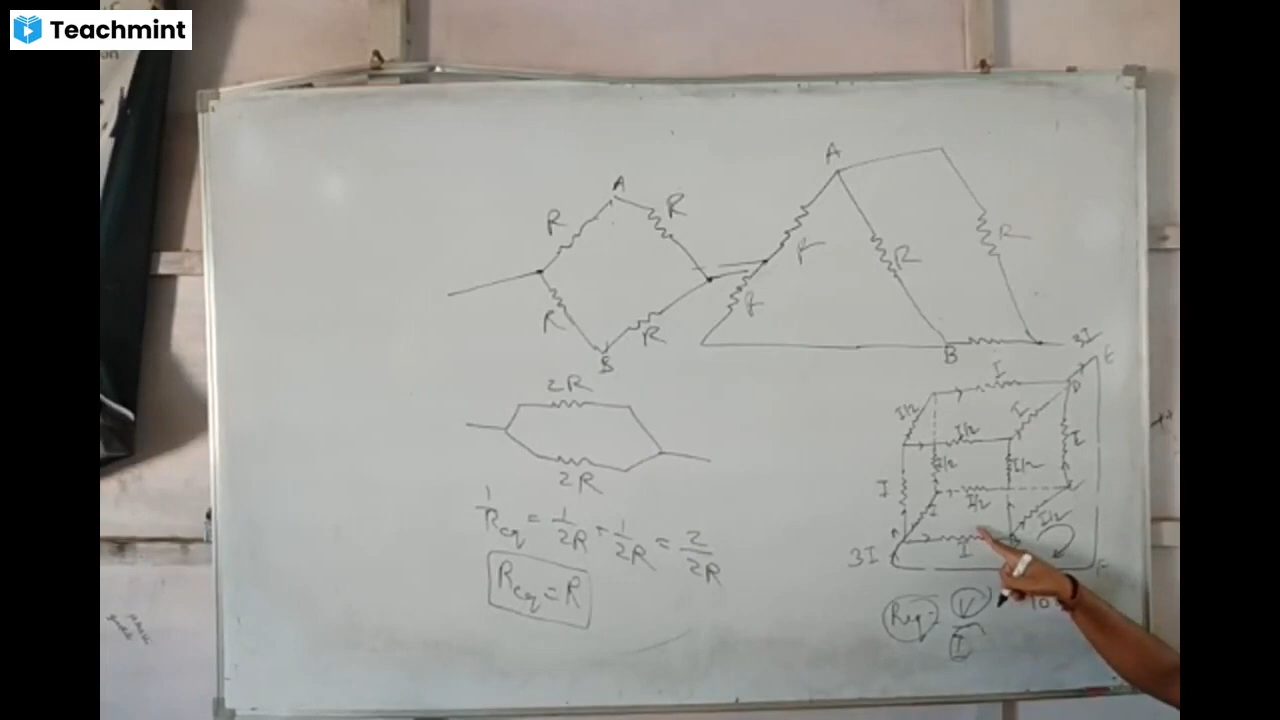 Teachmint
A
R
R
R
R
B
A
R
R
B
2R
2R
1/Req = 1/2R + 1/2R = 2/2R
Req = R
3I
E
I
D
I/2
I/2
I
I
I/2
I/2
I
I
I/2
I/2
I
3I
Req = V/I